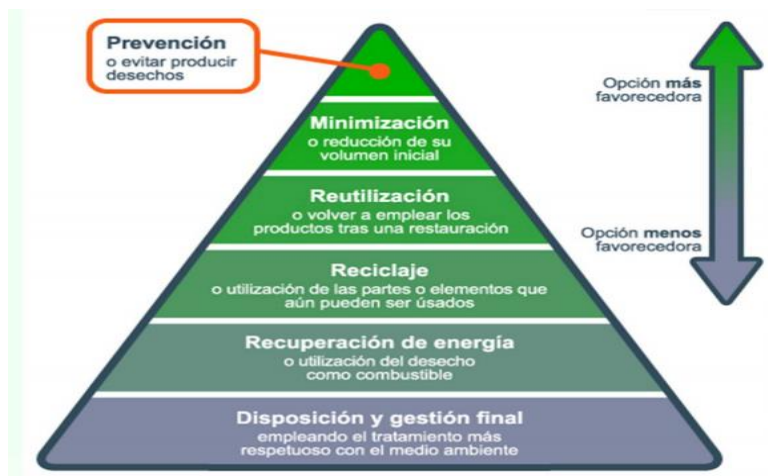 Prevención
o evitar producir
desechos
Opción más
favorecedora
Minimización
o reducción de su
volumen inicial
Reutilización
o volver a emplear los
productos tras una restauración
Opción menos
favorecedora
Reciclaje
o utilización de las partes o elementos que
aún pueden ser úsados
Recuperación de energía
o utilización del desecho
como combustible
Disposición y gestión final
empleando el tratamiento más
respetuoso con el medio ambiente